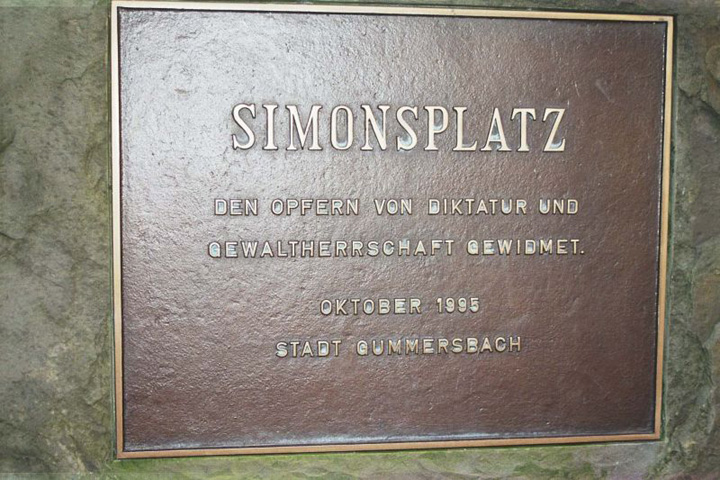 SIMONSPLATZ
DEN OPFERN VON DIKTATUR UND
GEWALTHERRSCHAFT GEWIDMET.
OKTOBER 1995
STADT GUMMERSBACH